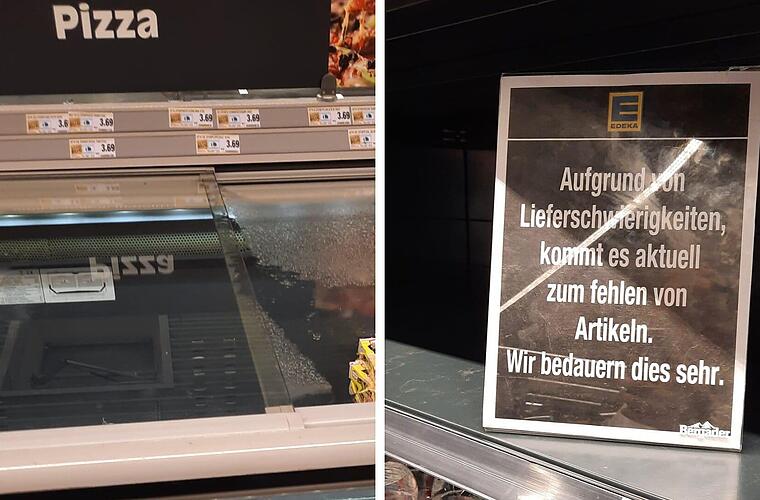 Pizza
3.6
3.69
3.69
3.69
3.69
3.69
3.69
Pizza
EDEKA
Aufgrund von
Lieferschwierigkeiten,
kommt es aktuell
zum fehlen von
Artikeln.
Wir bedauern dies sehr.